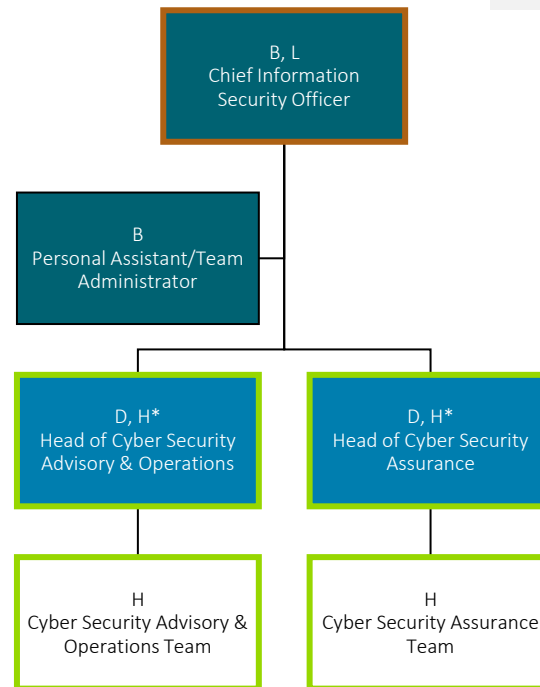 B, L
Chief Information
Security Officer
B
Personal Assistant/Team
Administrator
D, H*
Head of Cyber Security
Advisory & Operations
D, H*
Head of Cyber Security
Assurance
H
Cyber Security Advisory &
Operations Team
H
Cyber Security Assurance
Team